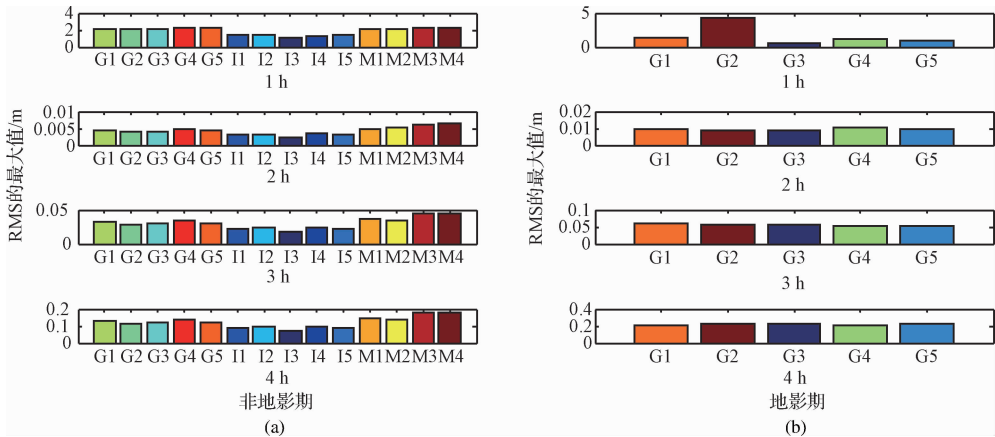 RMS的最大值/m
4
2
0
G1 G2 G3 G4 G5 I1 I2 I3 I4 I5 M1 M2 M3 M4
1 h
0.01
0.005
0
G1 G2 G3 G4 G5 I1 I2 I3 I4 I5 M1 M2 M3 M4
2 h
0.05
0
G1 G2 G3 G4 G5 I1 I2 I3 I4 I5 M1 M2 M3 M4
3 h
0.2
0.1
0
G1 G2 G3 G4 G5 I1 I2 I3 I4 I5 M1 M2 M3 M4
4 h
非地影期
(a)
RMS的最大值/m
5
0
G1 G2 G3 G4 G5
1 h
0.02
0.01
0
G1 G2 G3 G4 G5
2 h
0.1
0.05
0
G1 G2 G3 G4 G5
3 h
0.4
0.2
0
G1 G2 G3 G4 G5
4 h
地影期
(b)